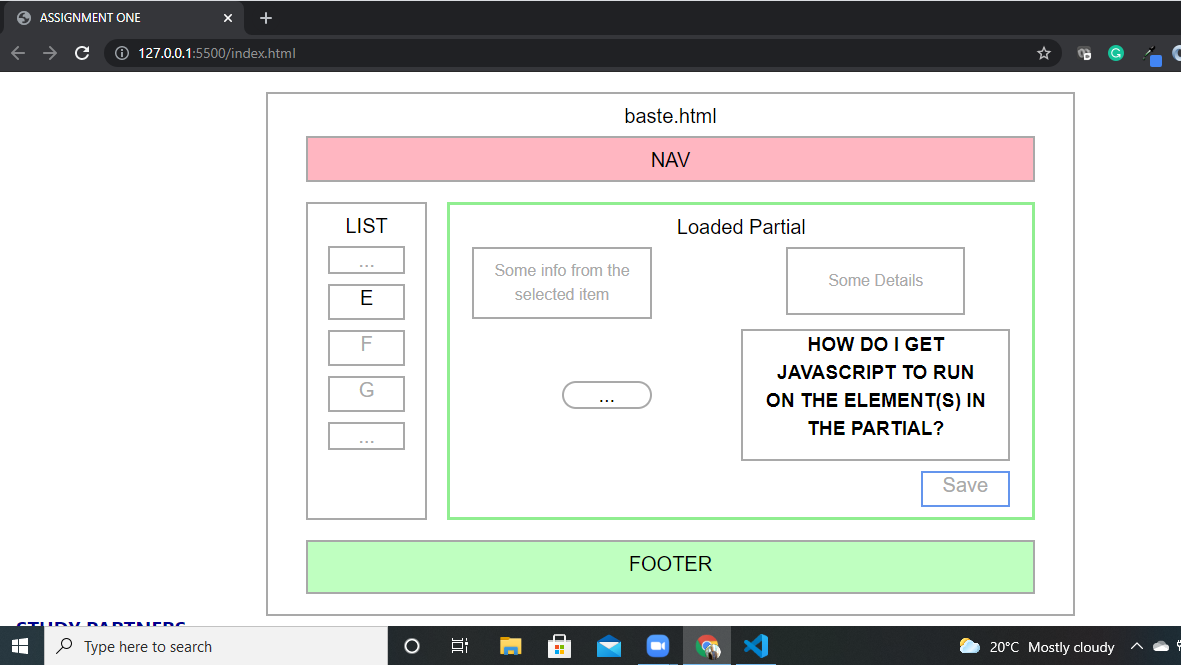 ASSIGNMENT ONE
127.0.0.1:5500/index.html
baste.html
NAV
LIST
...
E
F
G
...
Loaded Partial
Some info from the
selected item
Some Details
...
HOW DO I GET
JAVASCRIPT TO RUN
ON THE ELEMENT(S) IN
THE PARTIAL?
Save
FOOTER
STUDY PARTNERS
Type here to search
20°C Mostly cloudy